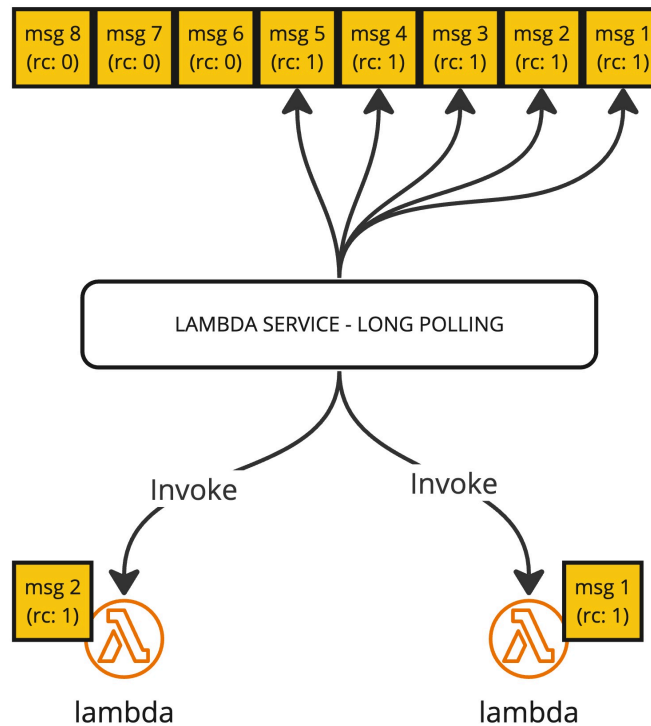 msg 8
(rc: 0)
msg 7
(rc: 0)
msg 6
(rc: 0)
msg 5
(rc: 1)
msg 4
(rc: 1)
msg 3
(rc: 1)
msg 2
(rc: 1)
msg 1
(rc: 1)
LAMBDA SERVICE - LONG POLLING
Invoke
Invoke
msg 2
(rc: 1)
msg 1
(rc: 1)
lambda
lambda